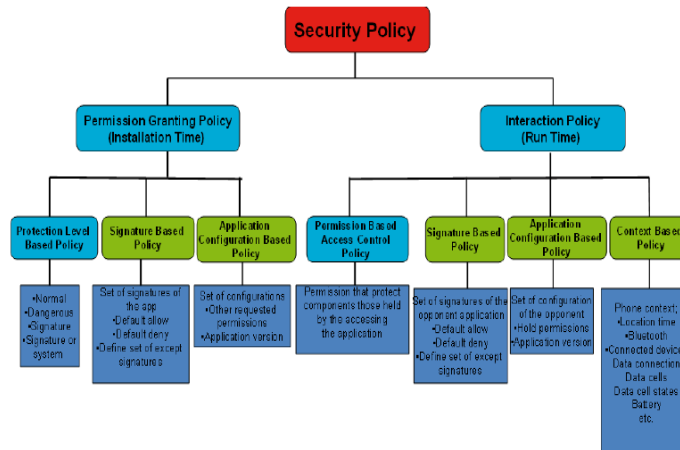 Security Policy
Permission Granting Policy
(Installation Time)
Interaction Policy
(Run Time)
Protection Level
Based Policy
Signature Based
Policy
Application
Configuration Based
Policy
Permission Based
Access Control
Policy
Signature Based
Policy
Application
Configuration Based
Policy
Context Based
Policy
•Normal
•Dangerous
•Signature
•Signature or
system
Set of signatures of
the app
•Default allow
•Default deny
•Define set of except
signatures
Set of configurations
•Other requested
permissions
•Application version
Permission that protect
components those held
by the accessing
the application
Set of signatures of the
opponent application
•Default allow
•Default deny
•Define set of except
signatures
Set of configuration
of the opponent
•Hold permissions
•Application version
Phone context;
•Location time
•Bluetooth
•Connected device
Data connection
Data cells
Data cell states
Battery
etc.